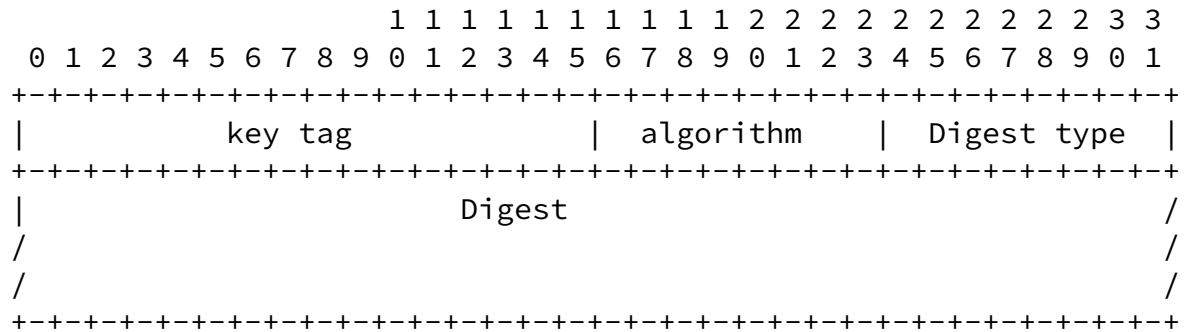 1 1 1 1 1 1 1 1 1 1 2 2 2 2 2 2 2 2 2 2 3 3
 0 1 2 3 4 5 6 7 8 9 0 1 2 3 4 5 6 7 8 9 0 1 2 3 4 5 6 7 8 9 0 1
+-+-+-+-+-+-+-+-+-+-+-+-+-+-+-+-+-+-+-+-+-+-+-+-+-+-+-+-+-+-+-+-+
|           key tag             |  algorithm    |  Digest type  |
+-+-+-+-+-+-+-+-+-+-+-+-+-+-+-+-+-+-+-+-+-+-+-+-+-+-+-+-+-+-+-+-+
|                        Digest                                 /
/                                                               /
/                                                               /
+-+-+-+-+-+-+-+-+-+-+-+-+-+-+-+-+-+-+-+-+-+-+-+-+-+-+-+-+-+-+-+-+